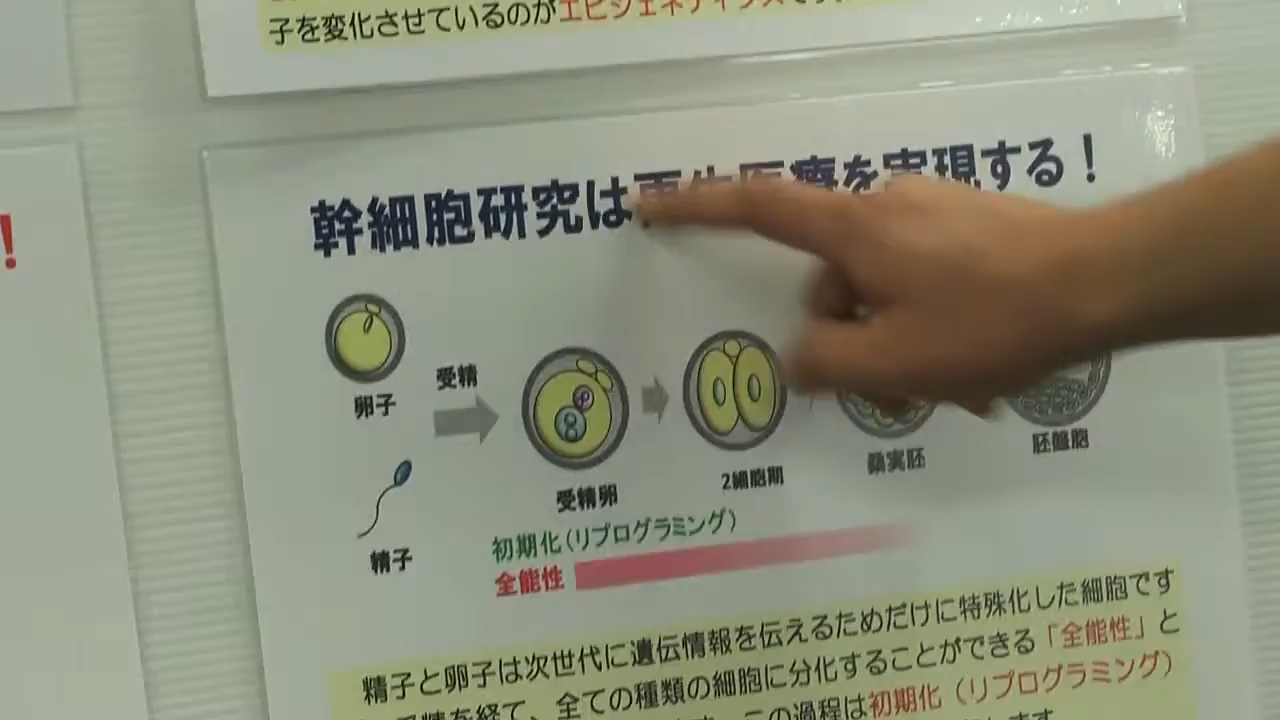 子を変化させているのがエピジェネティクスです
!
幹細胞研究は再生医療を実現する!
卵子
受精
精子
受精卵
2細胞期
桑実胚
胚盤胞
初期化(リプログラミング)
全能性
精子と卵子は次世代に遺伝情報を伝えるためだけに特殊化した細胞です
受精を経て、全ての種類の細胞に分化することができる「全能性」と
この過程は初期化(リプログラミング)
ます